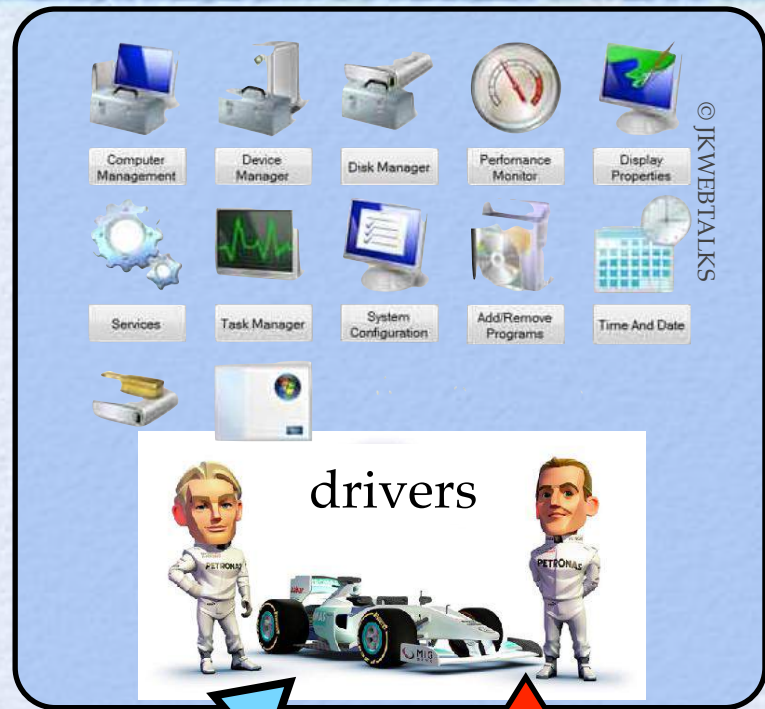 Computer
Management
Device
Manager
Disk Manager
Perfornance
Monitor
Display
Properties
© JKWEBTALKS
Services
Task Manager
System
Configuration
Add/Remove
Programs
Time And Date
drivers
PETRONAS
PETRONAS